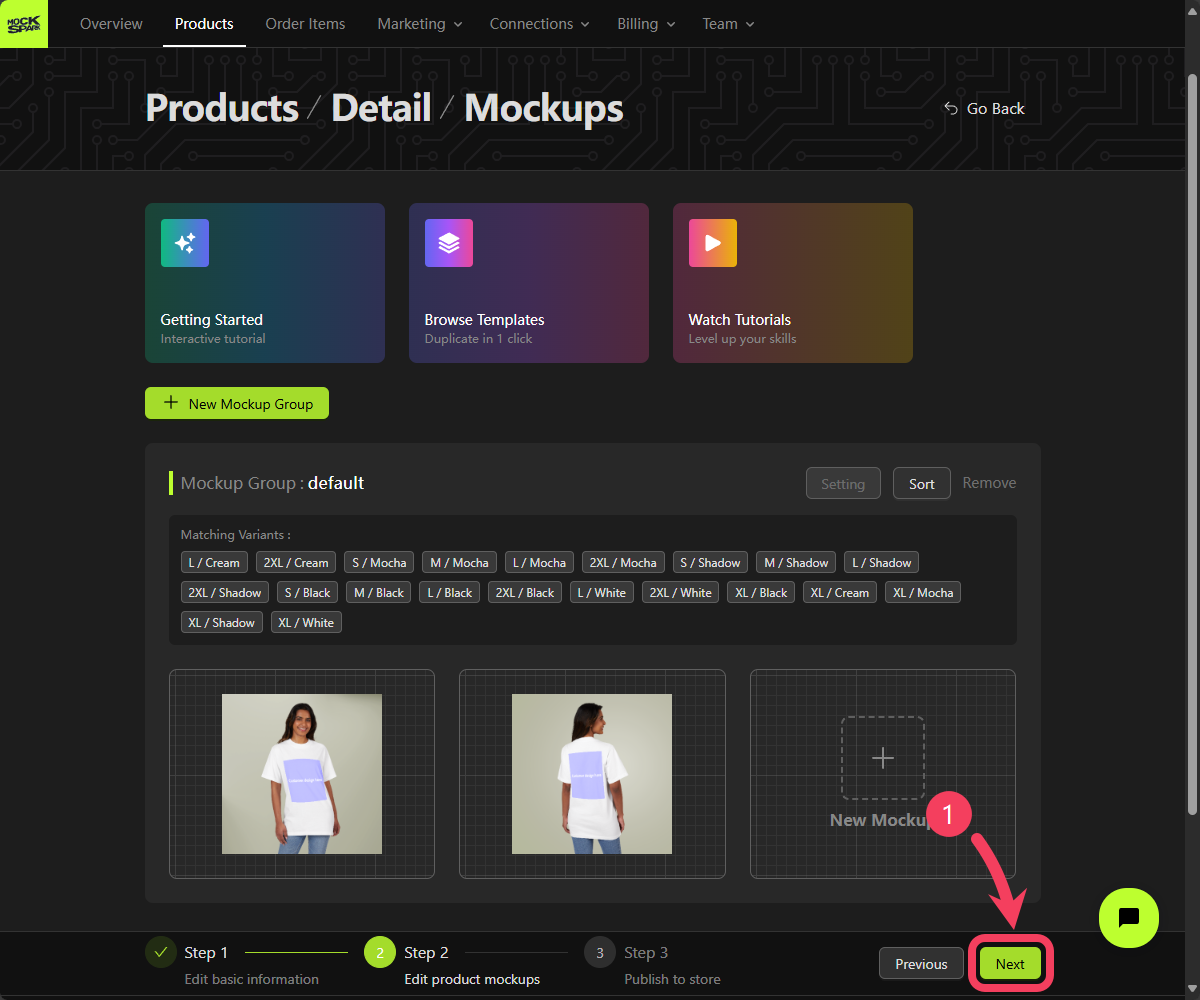 MOCK
SPARK
Overview Products Order Items Marketing Connections Billing Team
Products / Detail / Mockups
Go Back
Getting Started
Interactive tutorial
Browse Templates
Duplicate in 1 click
Watch Tutorials
Level up your skills
New Mockup Group
Mockup Group : default
Setting Sort Remove
Matching Variants :
L / Cream 2XL / Cream S / Mocha M / Mocha L / Mocha 2XL / Mocha S / Shadow M / Shadow L / Shadow
2XL / Shadow S / Black M / Black L / Black 2XL / Black L / White 2XL / White XL / Black XL / Cream XL / Mocha
XL / Shadow XL / White
New Mocku
1
Step 1
Edit basic information
2 Step 2
Edit product mockups
3 Step 3
Publish to store
Previous Next